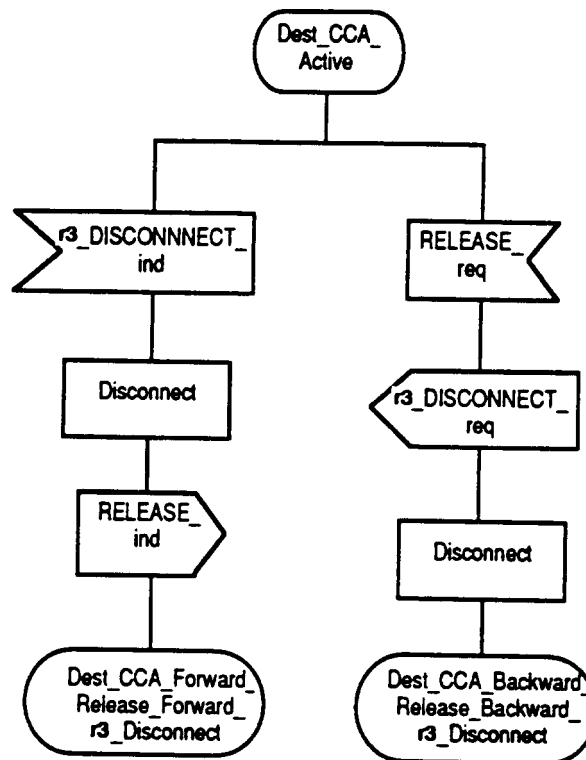 Dest_CCA_
Active
r3_DISCONNNECT_
ind
RELEASE_
req
Disconnect
r3_DISCONNECT_
req
RELEASE_
ind
Disconnect
Dest_CCA_Forward_
Release_Forward_
r3_Disconnect
Dest_CCA_Backward_
Release_Backward_
r3_Disconnect